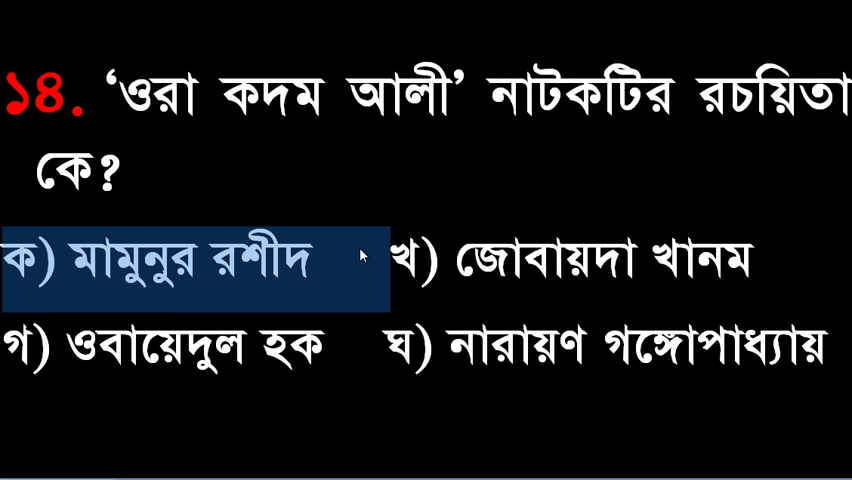 ১৪. ‘ওরা কদম আলী’ নাটকটির রচয়িতা
কে?
ক) মামুনুর রশীদ খ) জোবায়দা খানম
গ) ওবায়েদুল হক ঘ) নারায়ণ গঙ্গোপাধ্যায়